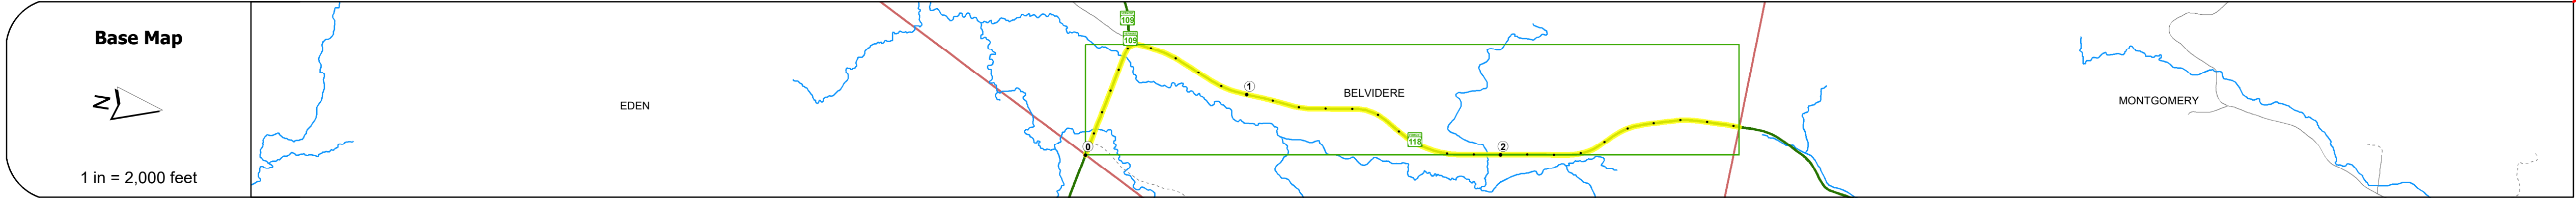 Base Map
N
1 in = 2,000 feet
EDEN
109
109
0
1
BELVIDERE
118
2
MONTGOMERY